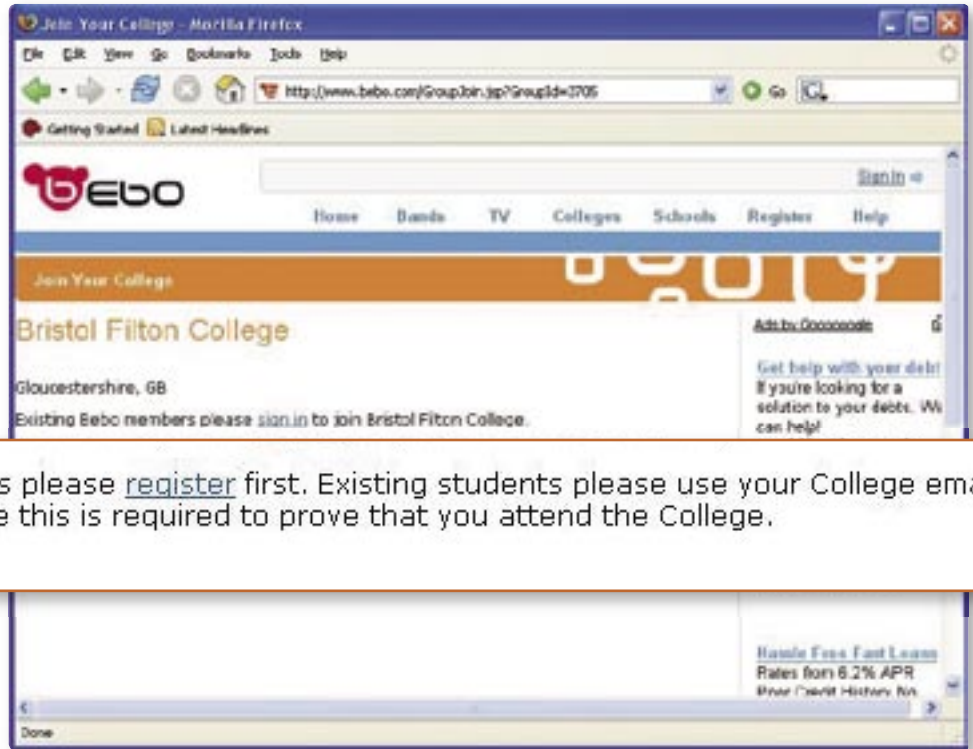 Join Your College - Mozilla Firefox
File Edit View Go Bookmarks Tools Help
http://www.bebo.com/GroupJoin.jsp?GroupId=3705 Go
Getting Started Latest Headlines
bebo
Sign in
Home Bands TV Colleges Schools Register Help
Join Your College
Bristol Filton College
Gloucestershire, GB
Existing Bebo members please sign in to join Bristol Filton College.
Ads by
Get help with your debt
If you're looking for a
solution to your debts. We
can help!
s please register first. Existing students please use your College ema
e this is required to prove that you attend the College.
Hassle Free Fast Loans
Rates from 6.2% APR
Poor Credit History No
Done